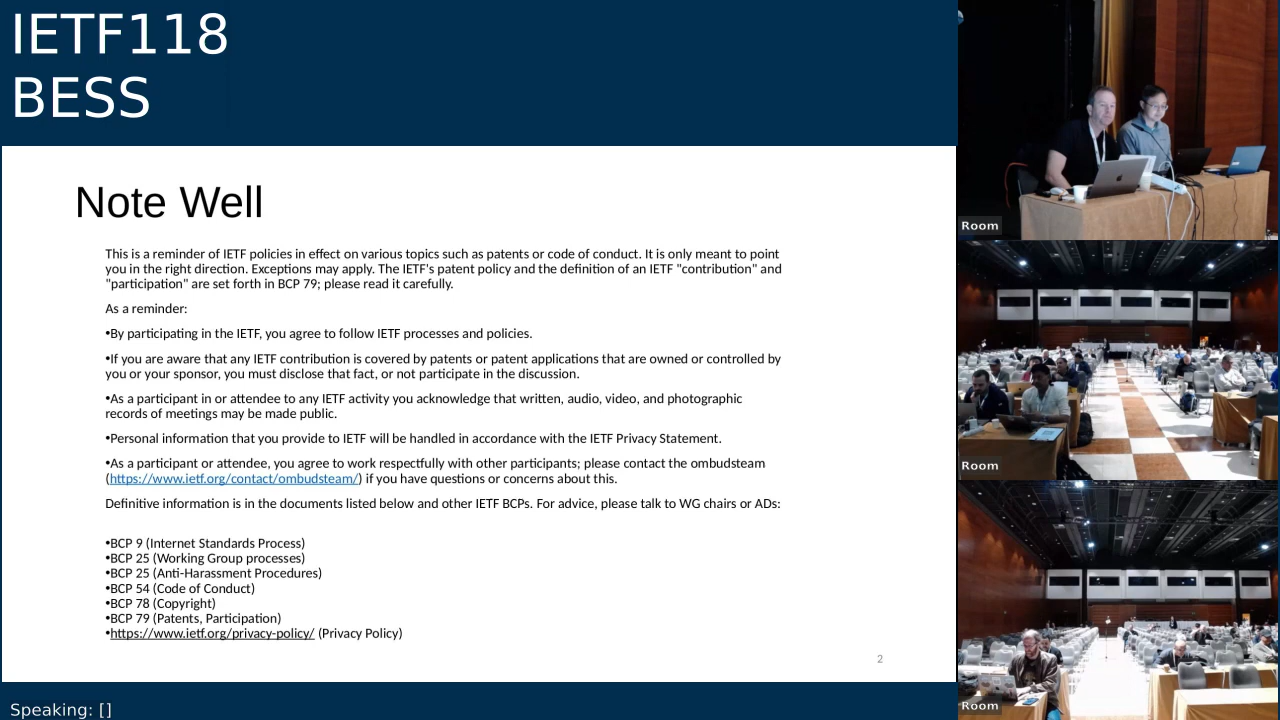 IETF118
BESS
Note Well
This is a reminder of IETF policies in effect on various topics such as patents or code of conduct. It is only meant to point
you in the right direction. Exceptions may apply. The IETF's patent policy and the definition of an IETF "contribution" and
"participation" are set forth in BCP 79; please read it carefully.
As a reminder:
•By participating in the IETF, you agree to follow IETF processes and policies.
•If you are aware that any IETF contribution is covered by patents or patent applications that are owned or controlled by
you or your sponsor, you must disclose that fact, or not participate in the discussion.
•As a participant in or attendee to any IETF activity you acknowledge that written, audio, video, and photographic
records of meetings may be made public.
•Personal information that you provide to IETF will be handled in accordance with the IETF Privacy Statement.
•As a participant or attendee, you agree to work respectfully with other participants; please contact the ombudsteam
(https://www.ietf.org/contact/ombudsteam/) if you have questions or concerns about this.
Definitive information is in the documents listed below and other IETF BCPs. For advice, please talk to WG chairs or ADs:
•BCP 9 (Internet Standards Process)
•BCP 25 (Working Group processes)
•BCP 25 (Anti-Harassment Procedures)
•BCP 54 (Code of Conduct)
•BCP 78 (Copyright)
•BCP 79 (Patents, Participation)
•https://www.ietf.org/privacy-policy/ (Privacy Policy)
2
Speaking: []
Room
Room
Room